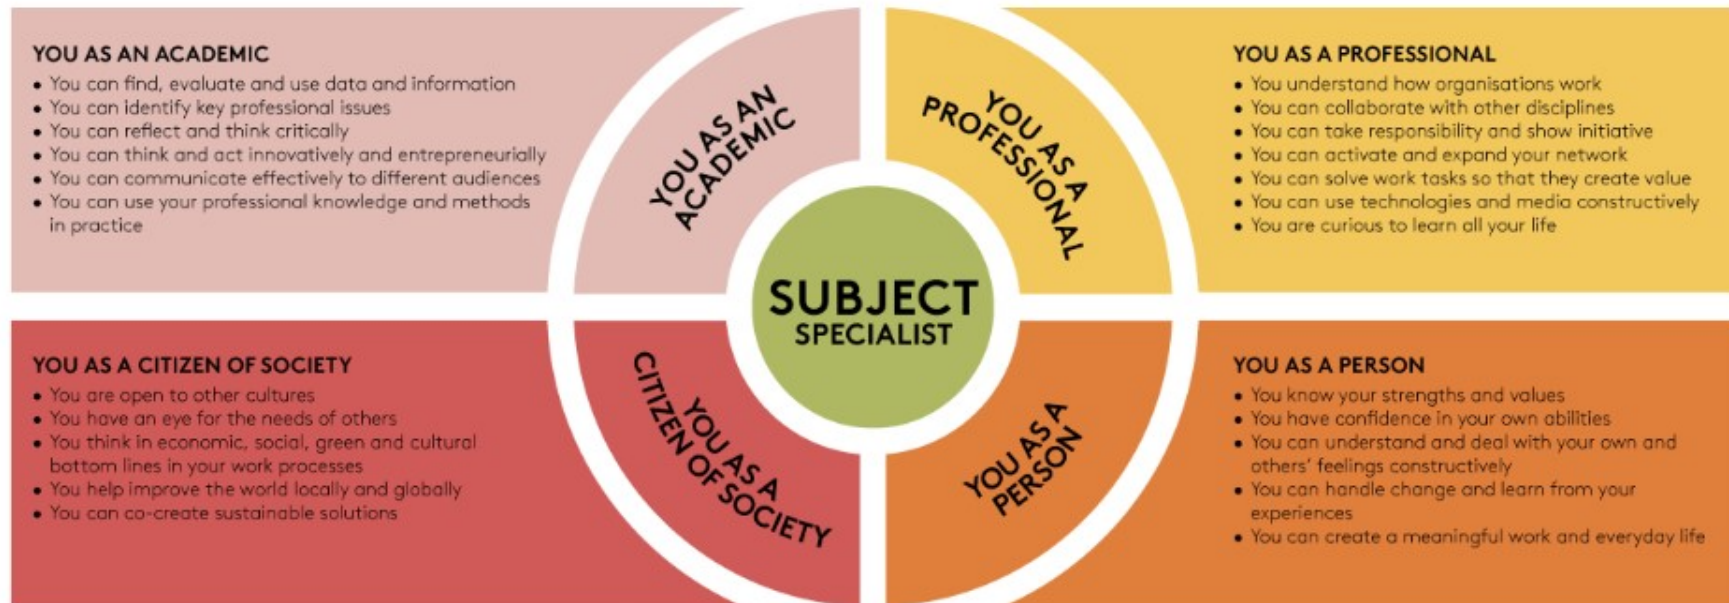 YOU AS AN ACADEMIC
• You can find, evaluate and use data and information
• You can identify key professional issues
• You can reflect and think critically
• You can think and act innovatively and entrepreneurially
• You can communicate effectively to different audiences
• You can use your professional knowledge and methods
in practice
YOU AS AN
ACADEMIC
YOU AS A
PROFESSIONAL
YOU AS A PROFESSIONAL
• You understand how organisations work
• You can collaborate with other disciplines
• You can take responsibility and show initiative
• You can activate and expand your network
• You can solve work tasks so that they create value
• You can use technologies and media constructively
• You are curious to learn all your life
SUBJECT
SPECIALIST
YOU AS A CITIZEN OF SOCIETY
• You are open to other cultures
• You have an eye for the needs of others
• You think in economic, social, green and cultural
bottom lines in your work processes
• You help improve the world locally and globally
• You can co-create sustainable solutions
YOU AS A
CITIZEN OF SOCIETY
YOU AS A
PERSON
YOU AS A PERSON
• You know your strengths and values
• You have confidence in your own abilities
• You can understand and deal with your own and
others' feelings constructively
• You can handle change and learn from your
experiences
• You can create a meaningful work and everyday life